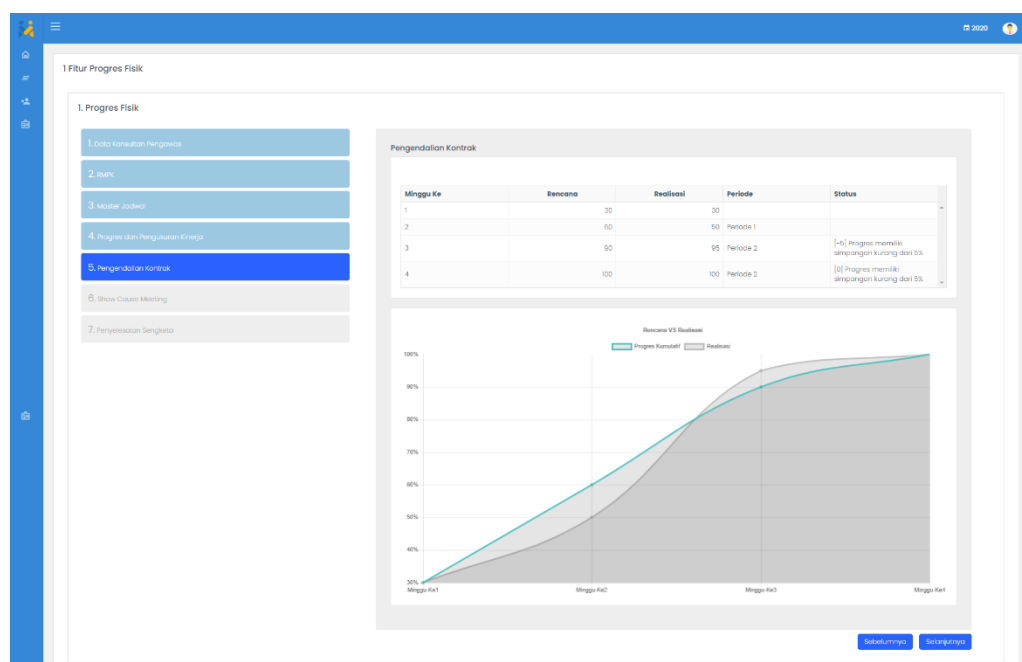 2020
1 Fitur Progres Fisik
1. Progres Fisik
1. Data Konsultan Pengawas
2. RMPK
3. Master Jadwal
4. Progres dan Pengukuran Kinerja
5. Pengendalian Kontrak
6. Show Cause Meeting
7. Penyelesaian Sengketa
Pengendalian Kontrak
Minggu Ke Rencana Realisasi Periode Status
1 30 30
2 60 50 Periode 1
3 90 95 Periode 2 [-5] Progres memiliki
simpangan kurang dari 5%
4 100 100 Periode 2 [0] Progres memiliki
simpangan kurang dari 5%
Rencana VS Realisasi
Progres Kumulatif Realisasi
100%
90%
80%
70%
60%
50%
40%
30%
Minggu Ke1 Minggu Ke2 Minggu Ke3 Minggu Ke4
Sebelumnya Selanjutnya